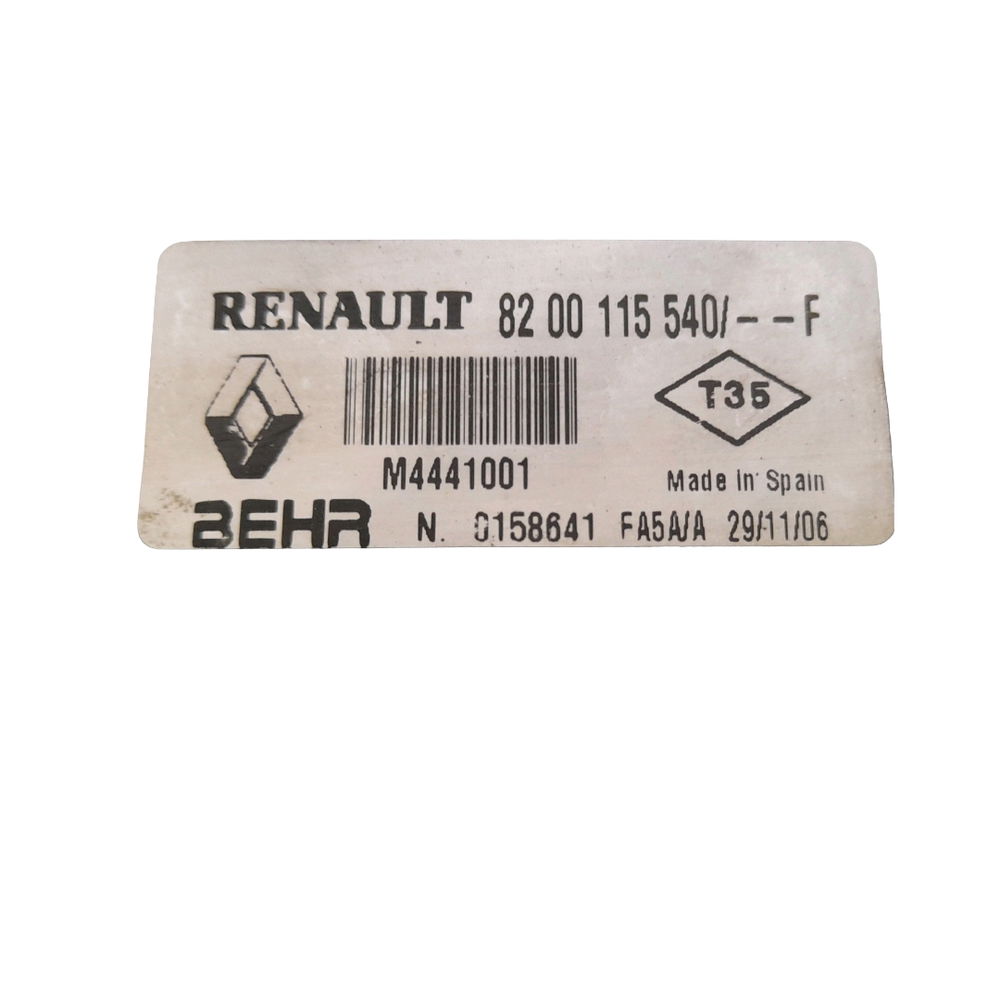 RENAULT 82 00 115 540/--F
T35
M4441001
Made in Spain
BEHR N. 0158641 FA5A/A 29/11/06